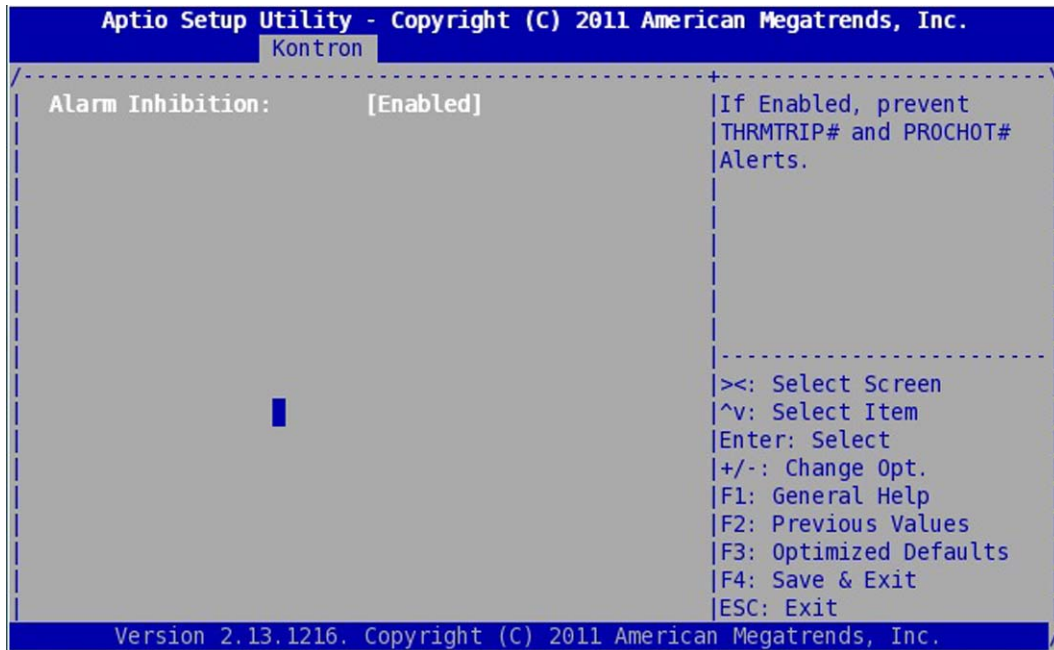 Aptio Setup Utility - Copyright (C) 2011 American Megatrends, Inc.
Kontron
Alarm Inhibition: [Enabled]
If Enabled, prevent
THRMTRIP# and PROCHOT#
Alerts.
><: Select Screen
^v: Select Item
Enter: Select
+/-: Change Opt.
F1: General Help
F2: Previous Values
F3: Optimized Defaults
F4: Save & Exit
ESC: Exit
Version 2.13.1216. Copyright (C) 2011 American Megatrends, Inc.